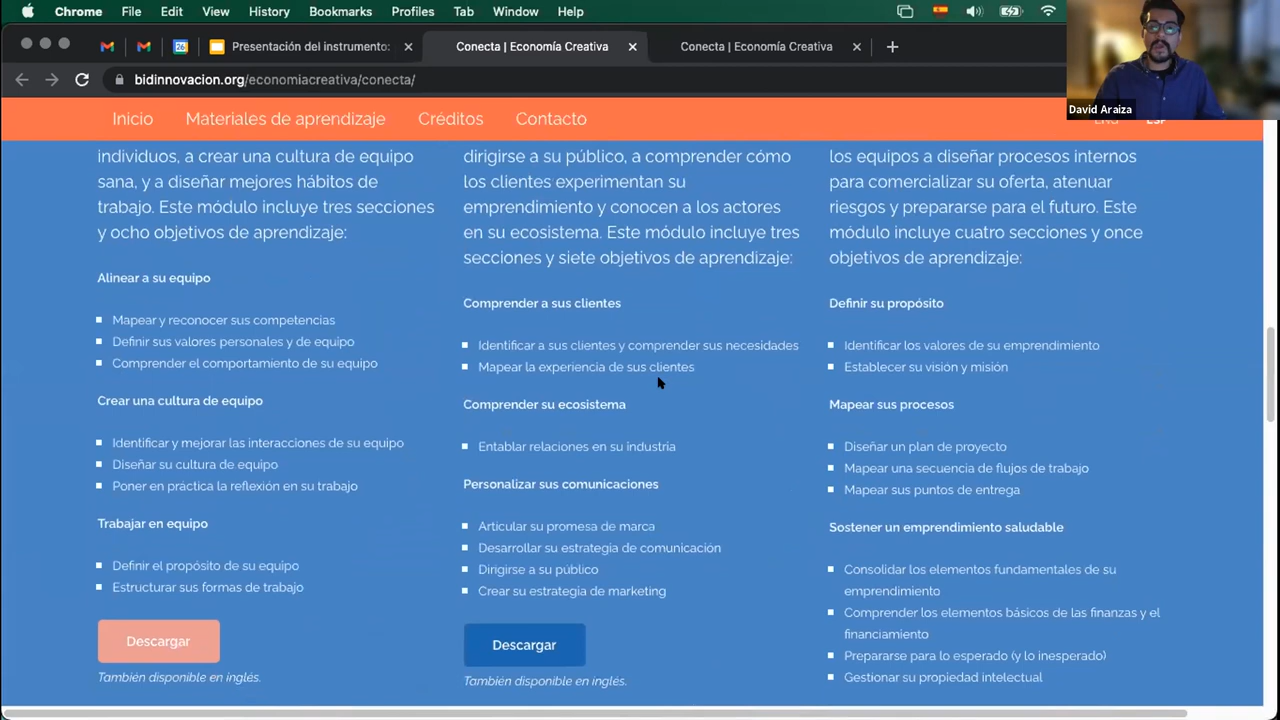 Chrome File Edit View History Bookmarks Profiles Tab Window Help
26 Presentación del instrumento: Conecta | Economía Creativa Conecta | Economía Creativa
bidinnovacion.org/economiacreativa/conecta/
David Araiza
Inicio Materiales de aprendizaje Créditos Contacto ENG ESP
individuos, a crear una cultura de equipo
sana, y a diseñar mejores hábitos de
trabajo. Este módulo incluye tres secciones
y ocho objetivos de aprendizaje:
Alinear a su equipo
Mapear y reconocer sus competencias
Definir sus valores personales y de equipo
Comprender el comportamiento de su equipo
Crear una cultura de equipo
Identificar y mejorar las interacciones de su equipo
Diseñar su cultura de equipo
Poner en práctica la reflexión en su trabajo
Trabajar en equipo
Definir el propósito de su equipo
Estructurar sus formas de trabajo
Descargar
También disponible en inglés.
dirigirse a su público, a comprender cómo
los clientes experimentan su
emprendimiento y conocen a los actores
en su ecosistema. Este módulo incluye tres
secciones y siete objetivos de aprendizaje:
Comprender a sus clientes
Identificar a sus clientes y comprender sus necesidades
Mapear la experiencia de sus clientes
Comprender su ecosistema
Entablar relaciones en su industria
Personalizar sus comunicaciones
Articular su promesa de marca
Desarrollar su estrategia de comunicación
Dirigirse a su público
Crear su estrategia de marketing
Descargar
También disponible en inglés.
los equipos a diseñar procesos internos
para comercializar su oferta, atenuar
riesgos y prepararse para el futuro. Este
módulo incluye cuatro secciones y once
objetivos de aprendizaje:
Definir su propósito
Identificar los valores de su emprendimiento
Establecer su visión y misión
Mapear sus procesos
Diseñar un plan de proyecto
Mapear una secuencia de flujos de trabajo
Mapear sus puntos de entrega
Sostener un emprendimiento saludable
Consolidar los elementos fundamentales de su
emprendimiento
Comprender los elementos básicos de las finanzas y el
financiamiento
Prepararse para lo esperado (y lo inesperado)
Gestionar su propiedad intelectual